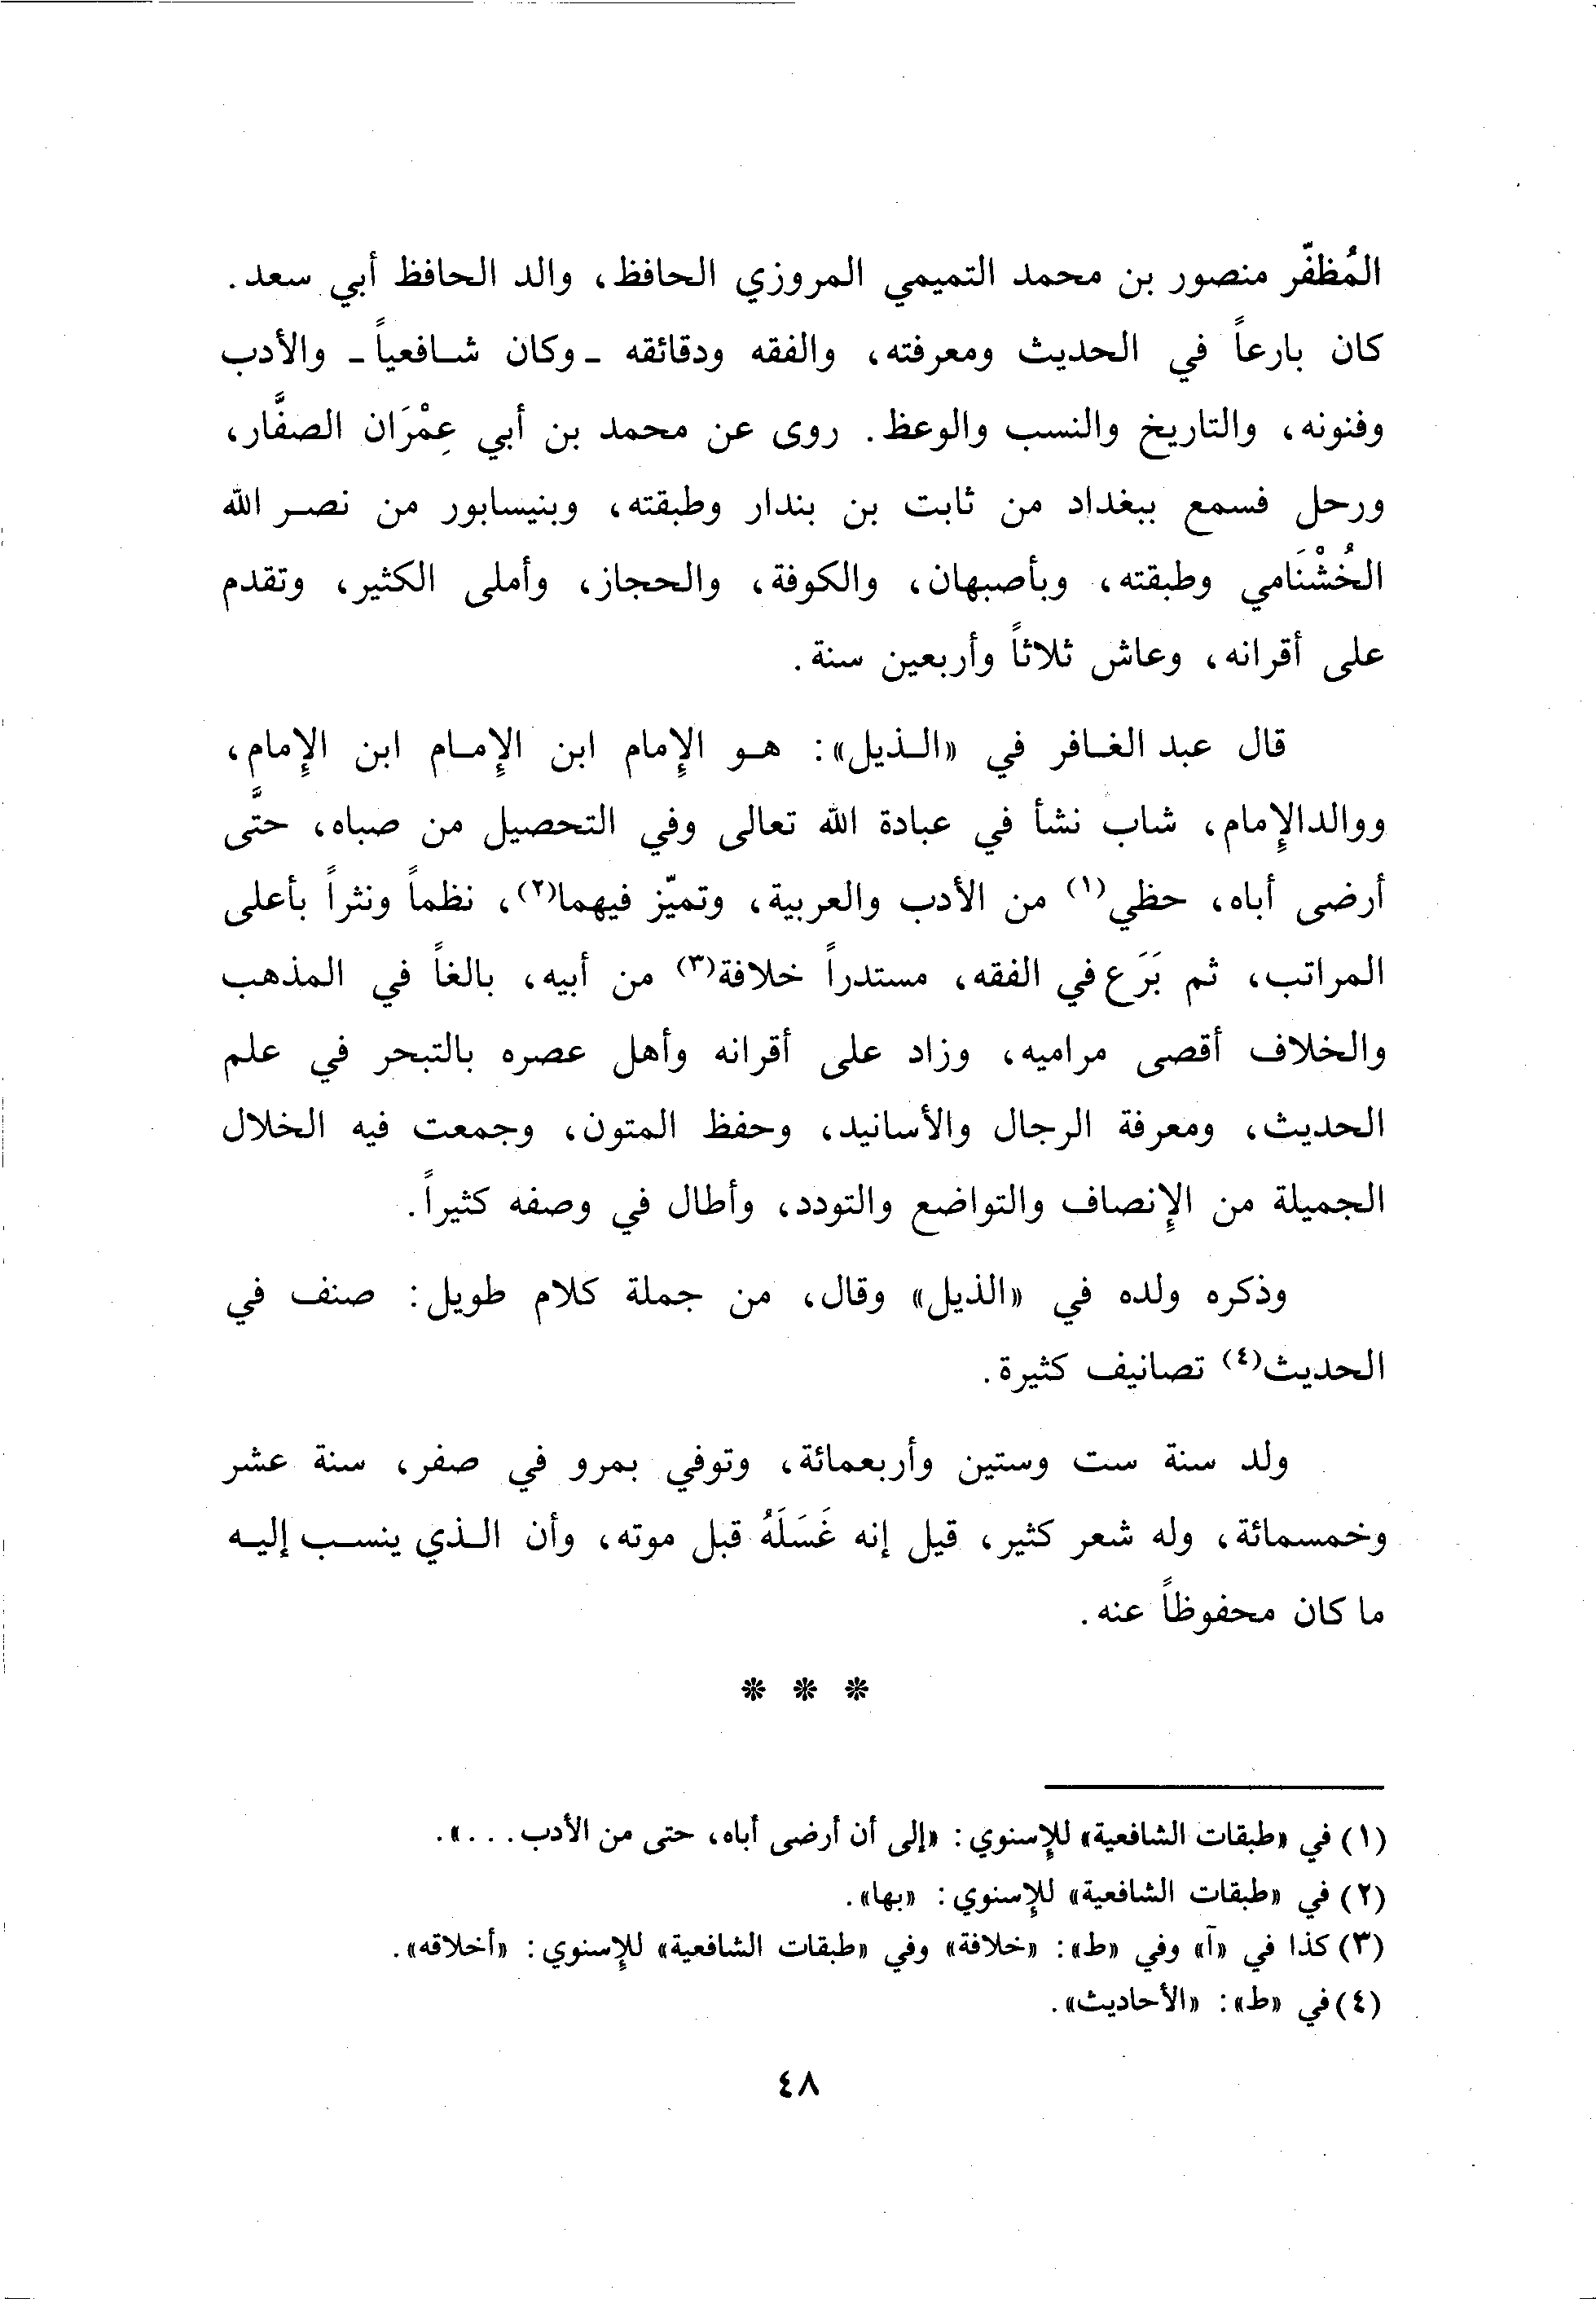 المُظفّر منصور بن محمد التميمي المروزي الحافظ، والد الحافظ أبي سعد.
كان بارعاً في الحديث ومعرفته، والفقه ودقائقه ـ وكان شافعياً ـ والأدب
وفنونه، والتاريخ والنسب والوعظ. روى عن محمد بن أبي عِمْرَان الصفَّار،
ورحل فسمع ببغداد من ثابت بن بندار وطبقته، وبنيسابور من نصر الله
الخُشْنَامي وطبقته، وبأصبهان، والكوفة، والحجاز، وأملى الكثير، وتقدم
على أقرانه، وعاش ثلاثاً وأربعين سنة.
قال عبد الغافر في «الذيل»: هو الإمام ابن الإمام ابن الإمام،
ووالد الإمام، شاب نشأ في عبادة الله تعالى وفي التحصيل من صباه، حتَّى
أرضى أباه، حظي(١) من الأدب والعربية، وتميّز فيهما(٢)، نظماً ونثراً بأعلى
المراتب، ثم بَرَع في الفقه، مستدراً خلافة(٣) من أبيه، بالغاً في المذهب
والخلاف أقصى مراميه، وزاد على أقرانه وأهل عصره بالتبحر في علم
الحديث، ومعرفة الرجال والأسانيد، وحفظ المتون، وجمعت فيه الخلال
الجميلة من الإنصاف والتواضع والتودد، وأطال في وصفه كثيراً.
وذكره ولده في «الذيل» وقال، من جملة كلام طويل: صنف في
الحديث(٤) تصانيف كثيرة.
ولد سنة ست وستين وأربعمائة، وتوفي بمرو في صفر، سنة عشر
وخمسمائة، وله شعر كثير، قيل إنه غَسَلَهُ قبل موته، وأن الذي ينسب إليه
ما كان محفوظاً عنه.
* * *
(١) في «طبقات الشافعية» للإسنوي: «إلى أن أرضى أباه، حتى من الأدب...».
(٢) في «طبقات الشافعية» للإسنوي: «بها».
(٣) كذا في «آ» وفي «ط»: «خلافة» وفي «طبقات الشافعية» للإسنوي: «أخلاقه».
(٤) في «ط»: «الأحاديث».
٤٨